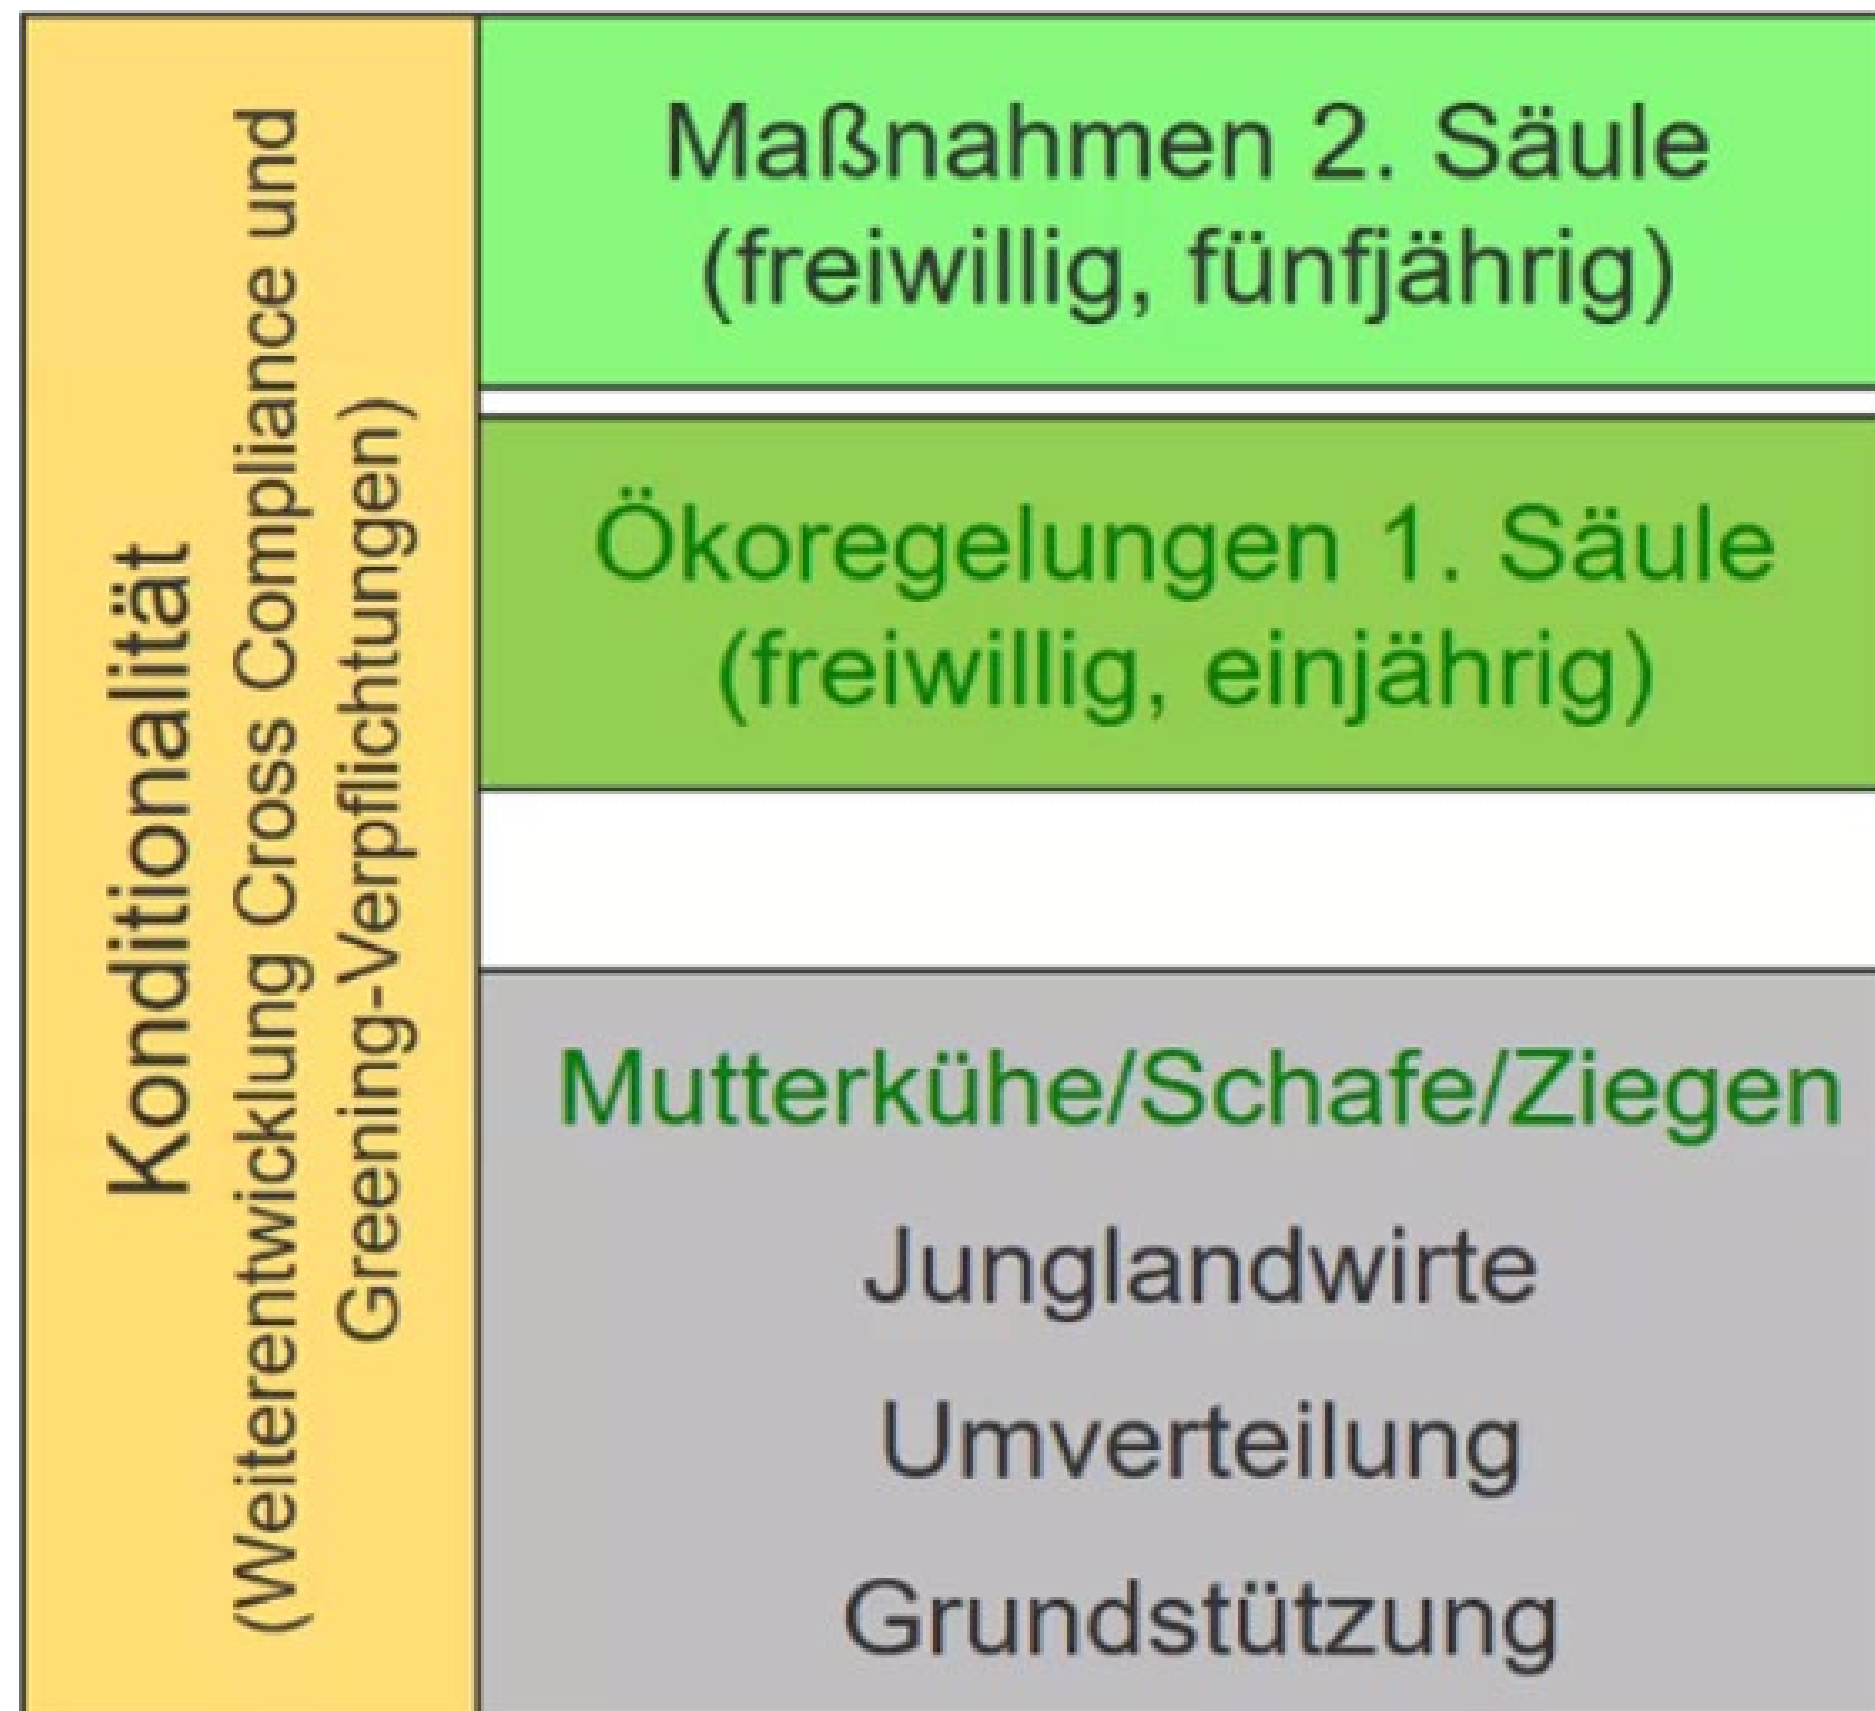 Konditionalität
(Weiterentwicklung Cross Compliance und
Greening-Verpflichtungen)
Maßnahmen 2. Säule
(freiwillig, fünfjährig)
Ökoregelungen 1. Säule
(freiwillig, einjährig)
Mutterkühe/Schafe/Ziegen
Junglandwirte
Umverteilung
Grundstützung